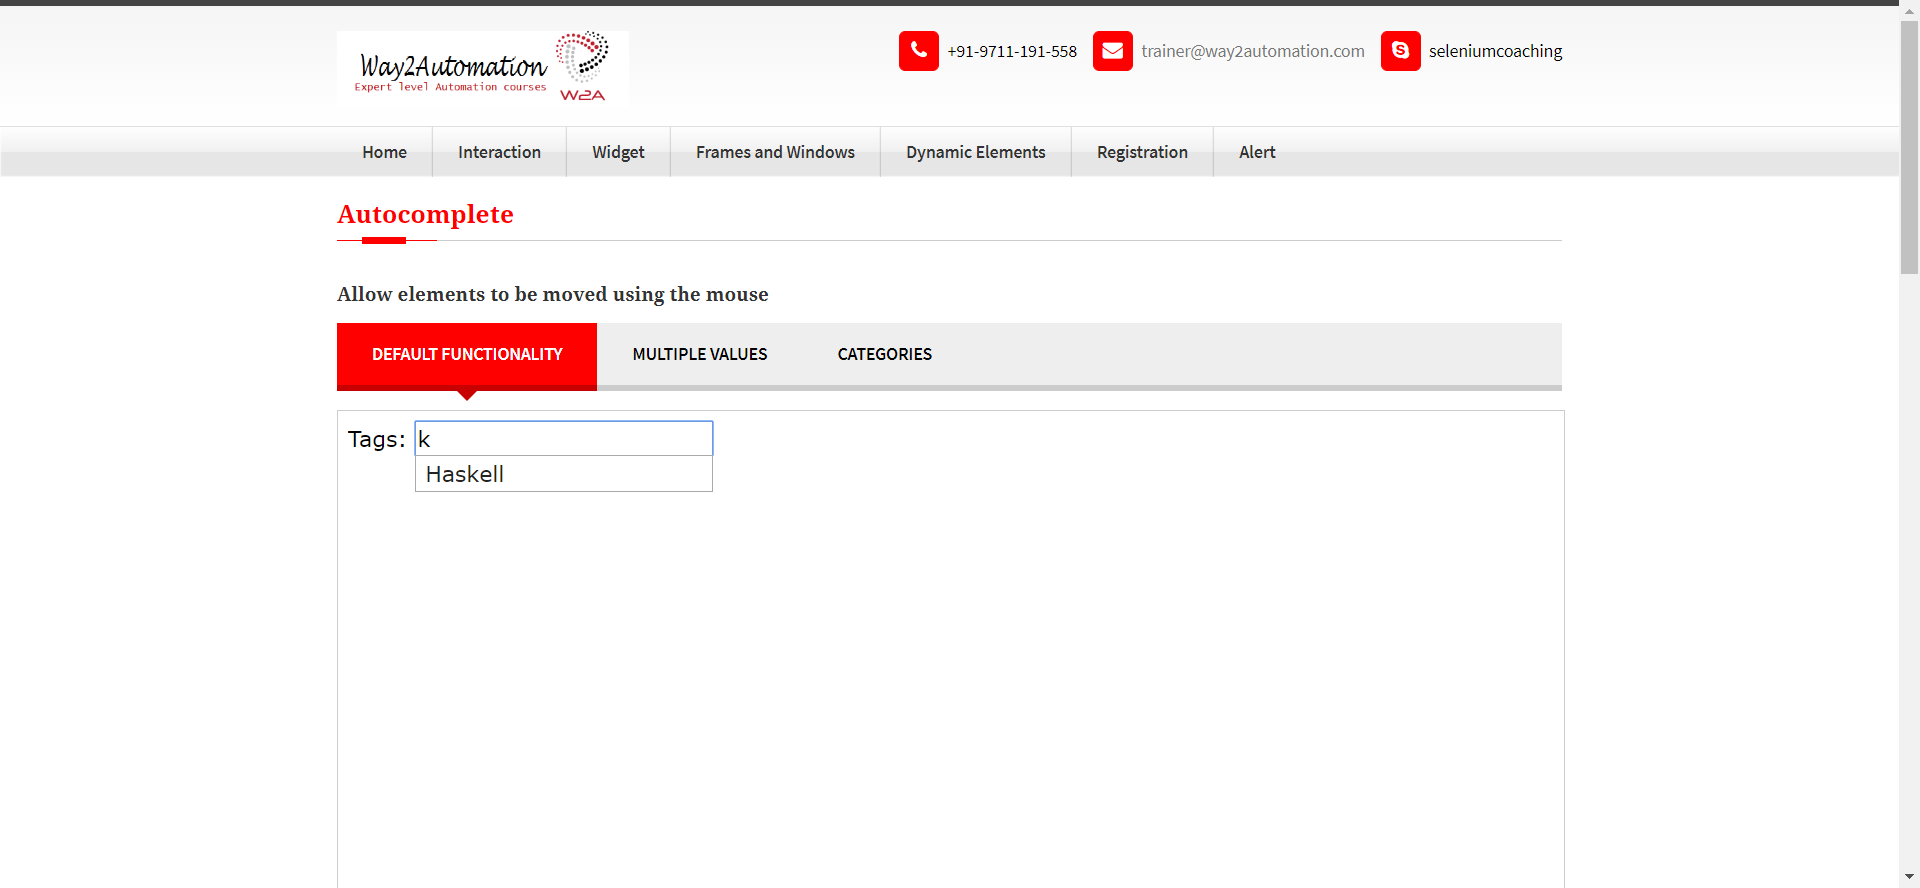 Way2Automation
Expert level Automation courses
W2A
+91-9711-191-558
trainer@way2automation.com
seleniumcoaching
Home
Interaction
Widget
Frames and Windows
Dynamic Elements
Registration
Alert
Autocomplete
Allow elements to be moved using the mouse
DEFAULT FUNCTIONALITY
MULTIPLE VALUES
CATEGORIES
Tags: k
Haskell